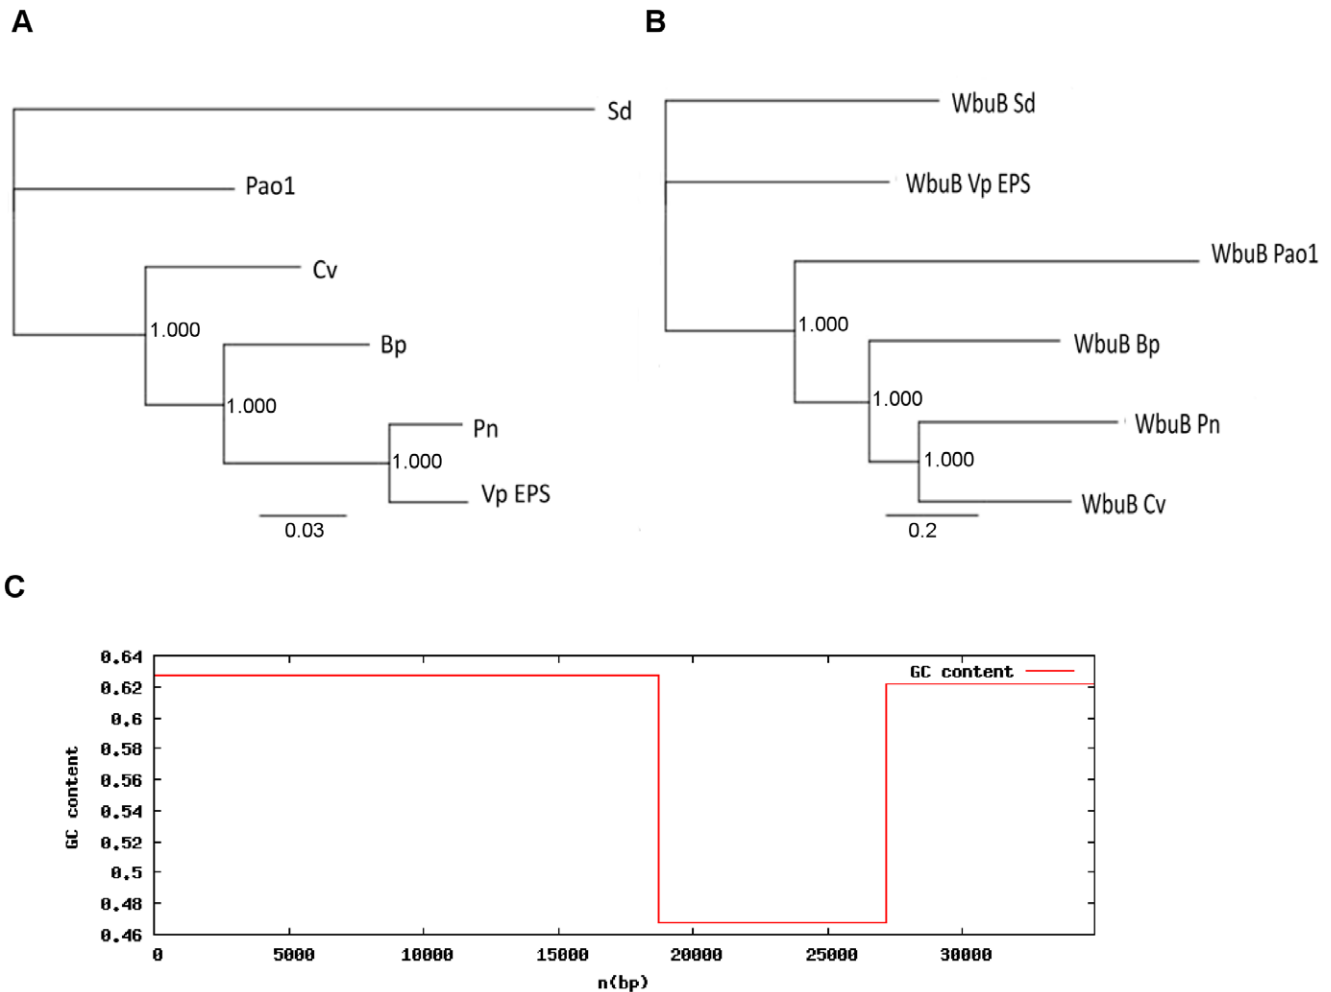 A
B
Sd
Pao1
Cv
1.000
Bp
1.000
Pn
1.000
Vp EPS
0.03
WbuB Sd
WbuB Vp EPS
WbuB Pao1
1.000
WbuB Bp
1.000
WbuB Pn
1.000
WbuB Cv
0.2
C
GC content
0.64
0.62
0.6
0.58
0.56
0.54
0.52
0.5
0.48
0.46
GC content
0 5000 10000 15000 20000 25000 30000
n(bp)